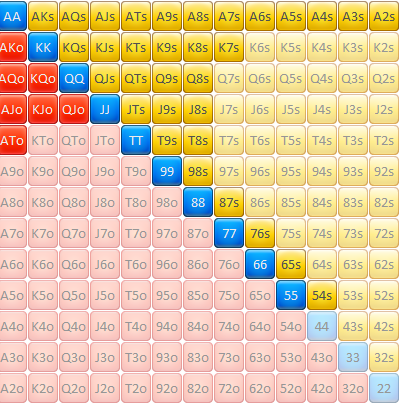 AA AKs AQs AJs ATs A9s A8s A7s A6s A5s A4s A3s A2s
AKo KK KQs KJs KTs K9s K8s K7s K6s K5s K4s K3s K2s
AQo KQo QQ QJs QTs Q9s Q8s Q7s Q6s Q5s Q4s Q3s Q2s
AJo KJo QJo JJ JTs J9s J8s J7s J6s J5s J4s J3s J2s
ATo KTo QTo JTo TT T9s T8s T7s T6s T5s T4s T3s T2s
A9o K9o Q9o J9o T9o 99 98s 97s 96s 95s 94s 93s 92s
A8o K8o Q8o J8o T8o 98o 88 87s 86s 85s 84s 83s 82s
A7o K7o Q7o J7o T7o 97o 87o 77 76s 75s 74s 73s 72s
A6o K6o Q6o J6o T6o 96o 86o 76o 66 65s 64s 63s 62s
A5o K5o Q5o J5o T5o 95o 85o 75o 65o 55 54s 53s 52s
A4o K4o Q4o J4o T4o 94o 84o 74o 64o 54o 44 43s 42s
A3o K3o Q3o J3o T3o 93o 83o 73o 63o 53o 43o 33 32s
A2o K2o Q2o J2o T2o 92o 82o 72o 62o 52o 42o 32o 22